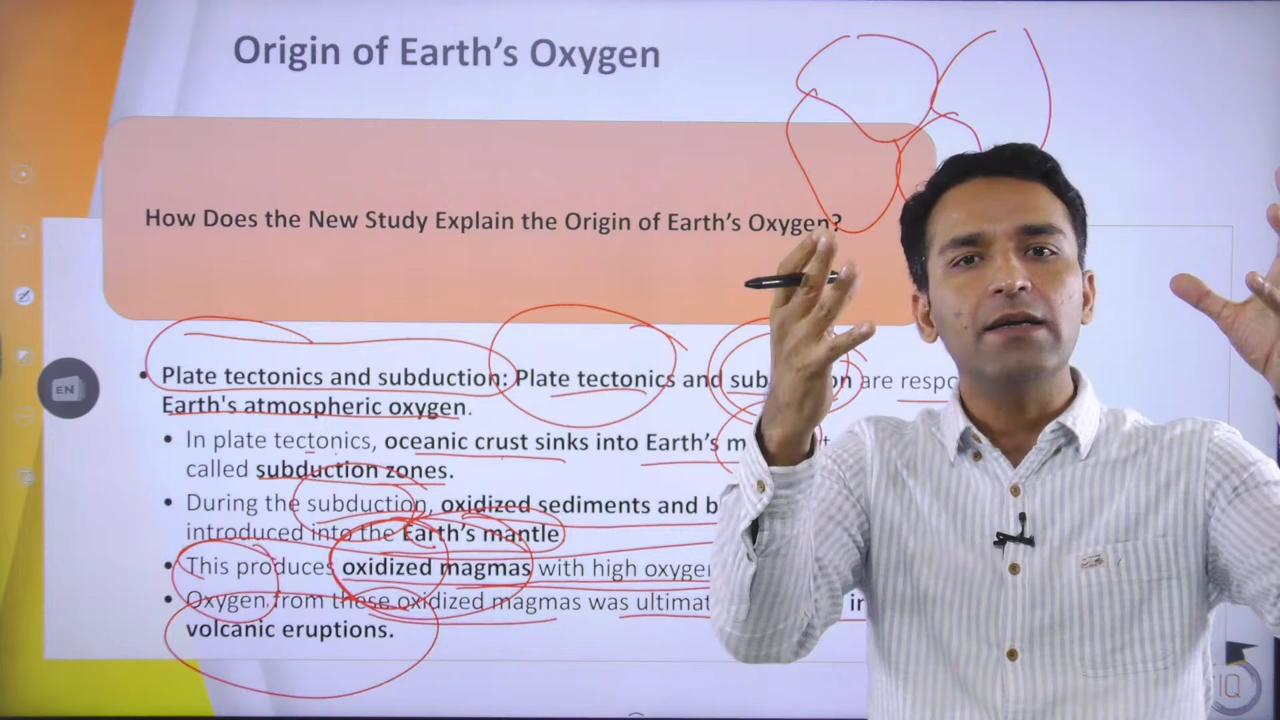 Origin of Earth's Oxygen
How Does the New Study Explain the Origin of Earth's Oxygen?
• Plate tectonics and subduction: Plate tectonics and are
Earth's atmospheric oxygen.
• In plate tectonics, oceanic crust sinks into Earth's
called subduction zones.
• During the subduction, oxidized sediments and
introduced into the Earth's mantle
• This produces oxidized magmas with high
• Oxygen from these oxidized magmas was
volcanic eruptions.
EN
IQ